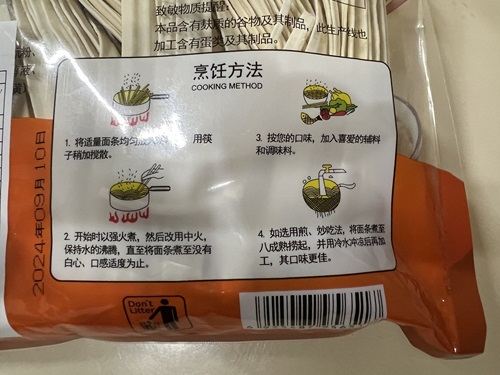 致敏物质提醒:
本品含有麸质的谷物及其制品，此生产线也
加工含有蛋类及其制品。
烹饪方法
COOKING METHOD
1. 将适量面条均匀放 用筷
子稍加搅散。
2. 开始时以强火煮，然后改用中火，
保持水的沸腾，直至将面条煮至没有
白心、口感适度为止。
3. 按您的口味，加入喜爱的辅料
和调味料。
4. 如选用煎、炒吃法，将面条煮至
八成熟捞起，并用冷水冲凉后再加
工，其口味更佳。
2024年09月10日
Don't
Litter